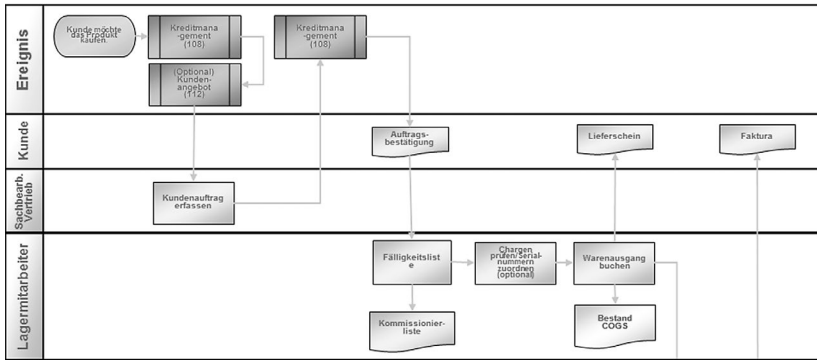 Ereignis
Kunde möchte
das Produkt
kaufen.
Kreditmana
-gement
(108)
(Optional)
Kunden-
angebot
(112)
Kreditmana
-gement
(108)
Kunde
Auftrags-
bestätigung
Lieferschein
Faktura
Sachbearb.
Vertrieb
Kundenauftrag
erfassen
Lagermitarbeiter
Fälligkeitslist
e
Chargen
prüfen/Serial-
nummern
zuordnen
(optional)
Warenausgang
buchen
Kommissionier-
liste
Bestand
COGS